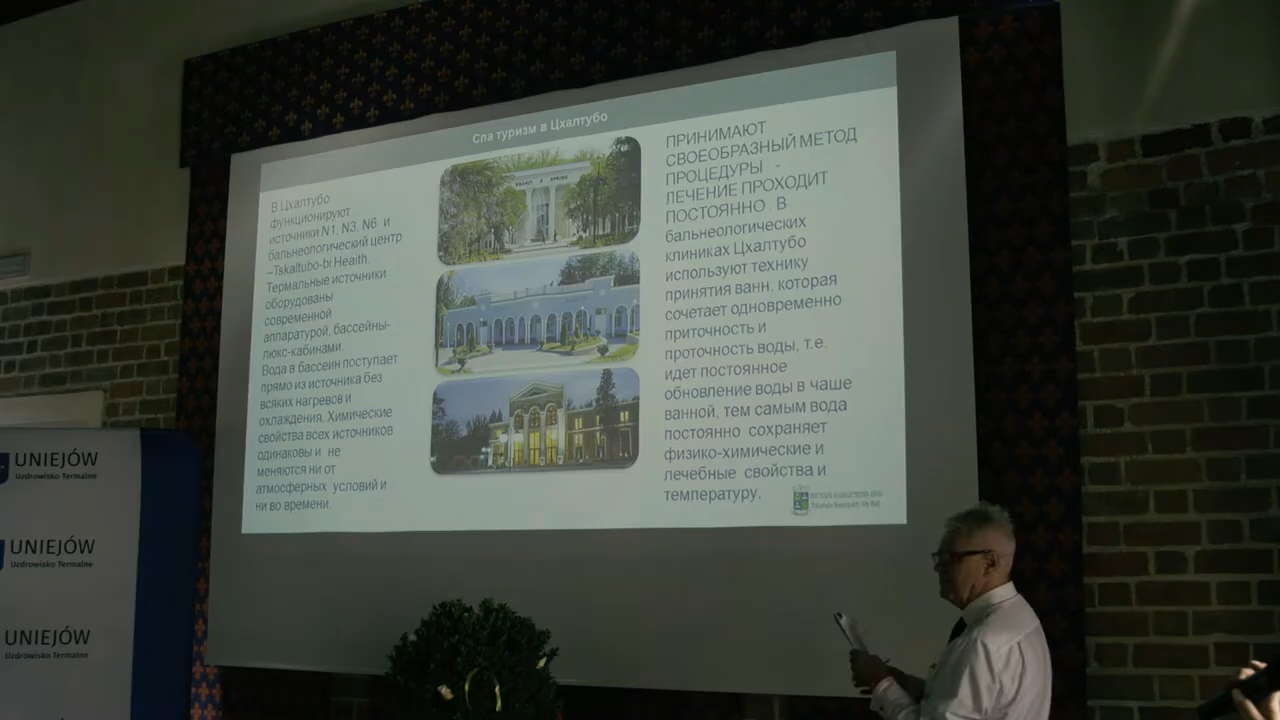 Спа туризм в Цхалтубо
В Цхалтубо
функционируют
источники N1, N3, N6 и
бальнеологический центр
–Tskaltubo-bi Health.
Термальные источники
оборудованы
современной
аппаратурой, бассейны-
люкс-кабинами.
Вода в бассеин поступает
прямо из источника без
всяких нагревов и
охлаждения. Химические
свойства всех источников
одинаковы и не
меняются ни от
атмосферных условий и
ни во времени.
ПРИНИМАЮТ
СВОЕОБРАЗНЫЙ МЕТОД
ПРОЦЕДУРЫ -
ЛЕЧЕНИЕ ПРОХОДИТ
ПОСТОЯННО . В
бальнеологических
клиниках Цхалтубо
используют технику
принятия ванн, которая
сочетает одновременно
приточность и
проточность воды, т.е.
идет постоянное
обновление воды в чаше
ванной, тем самым вода
постоянно сохраняет
физико-химические и
лечебные свойства и
температуру.
UNIEJÓW
Uzdrowisko Termalne
UNIEJÓW
Uzdrowisko Termalne
UNIEJÓW
Uzdrowisko Termalne